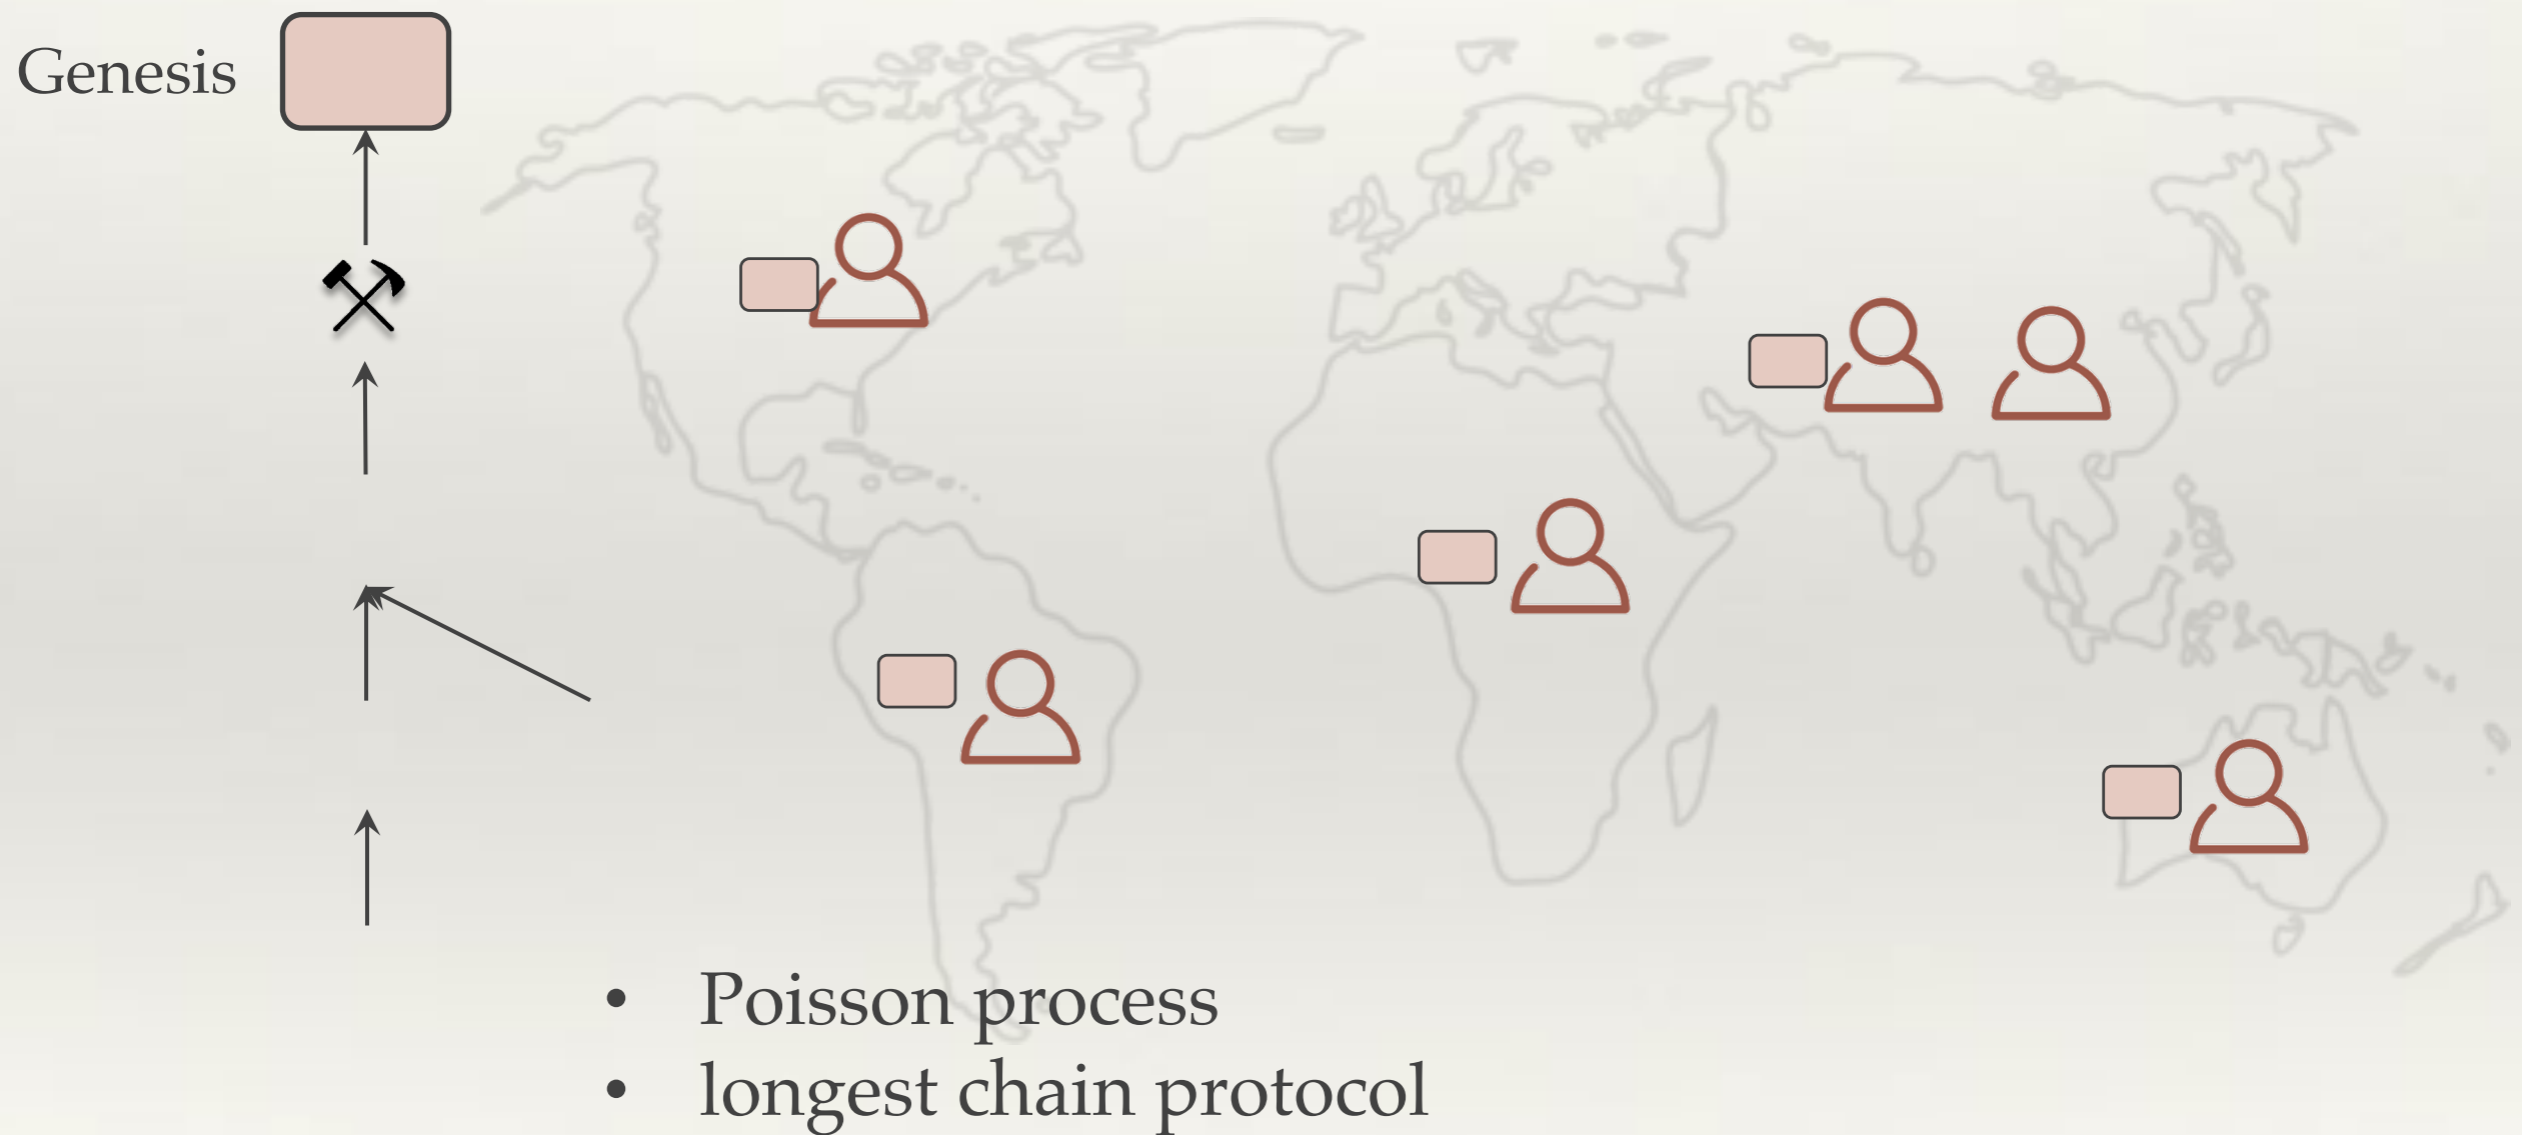 Genesis
• Poisson process
• longest chain protocol